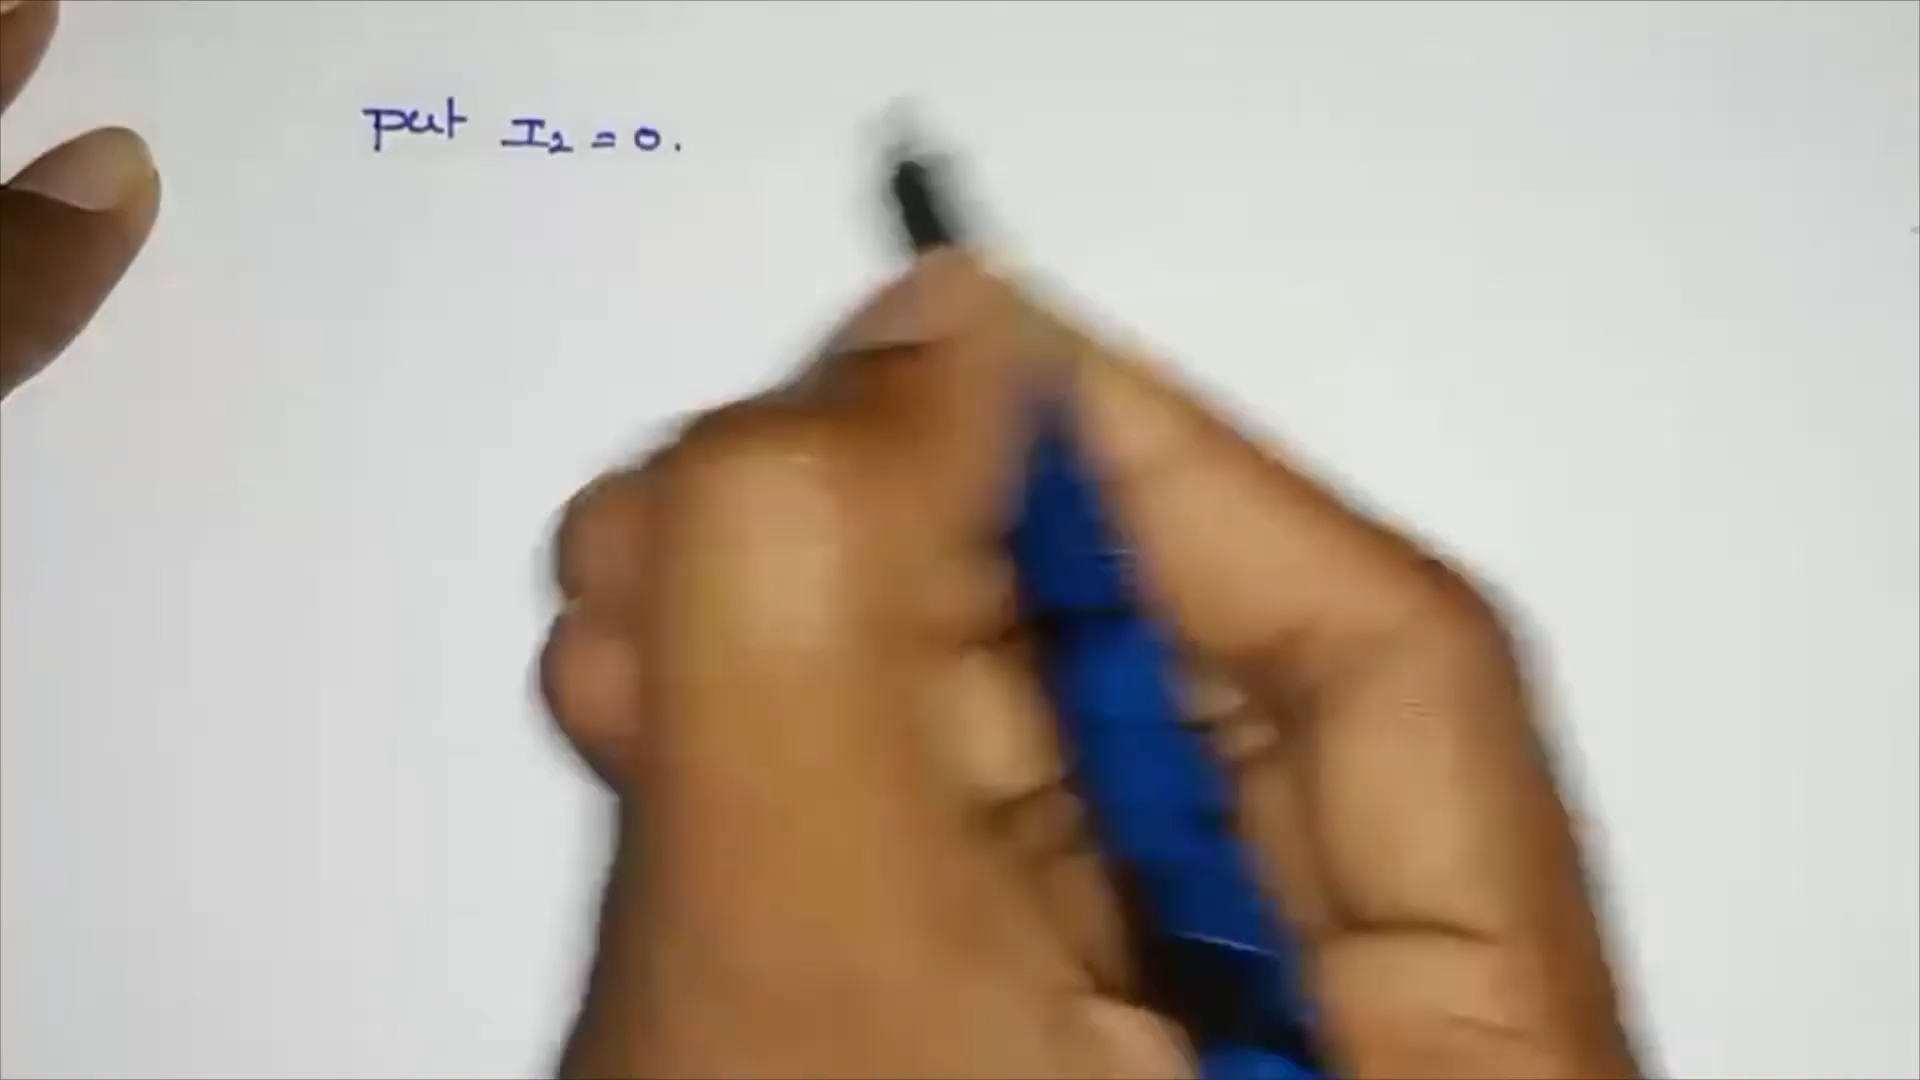 put I₂ = 0.